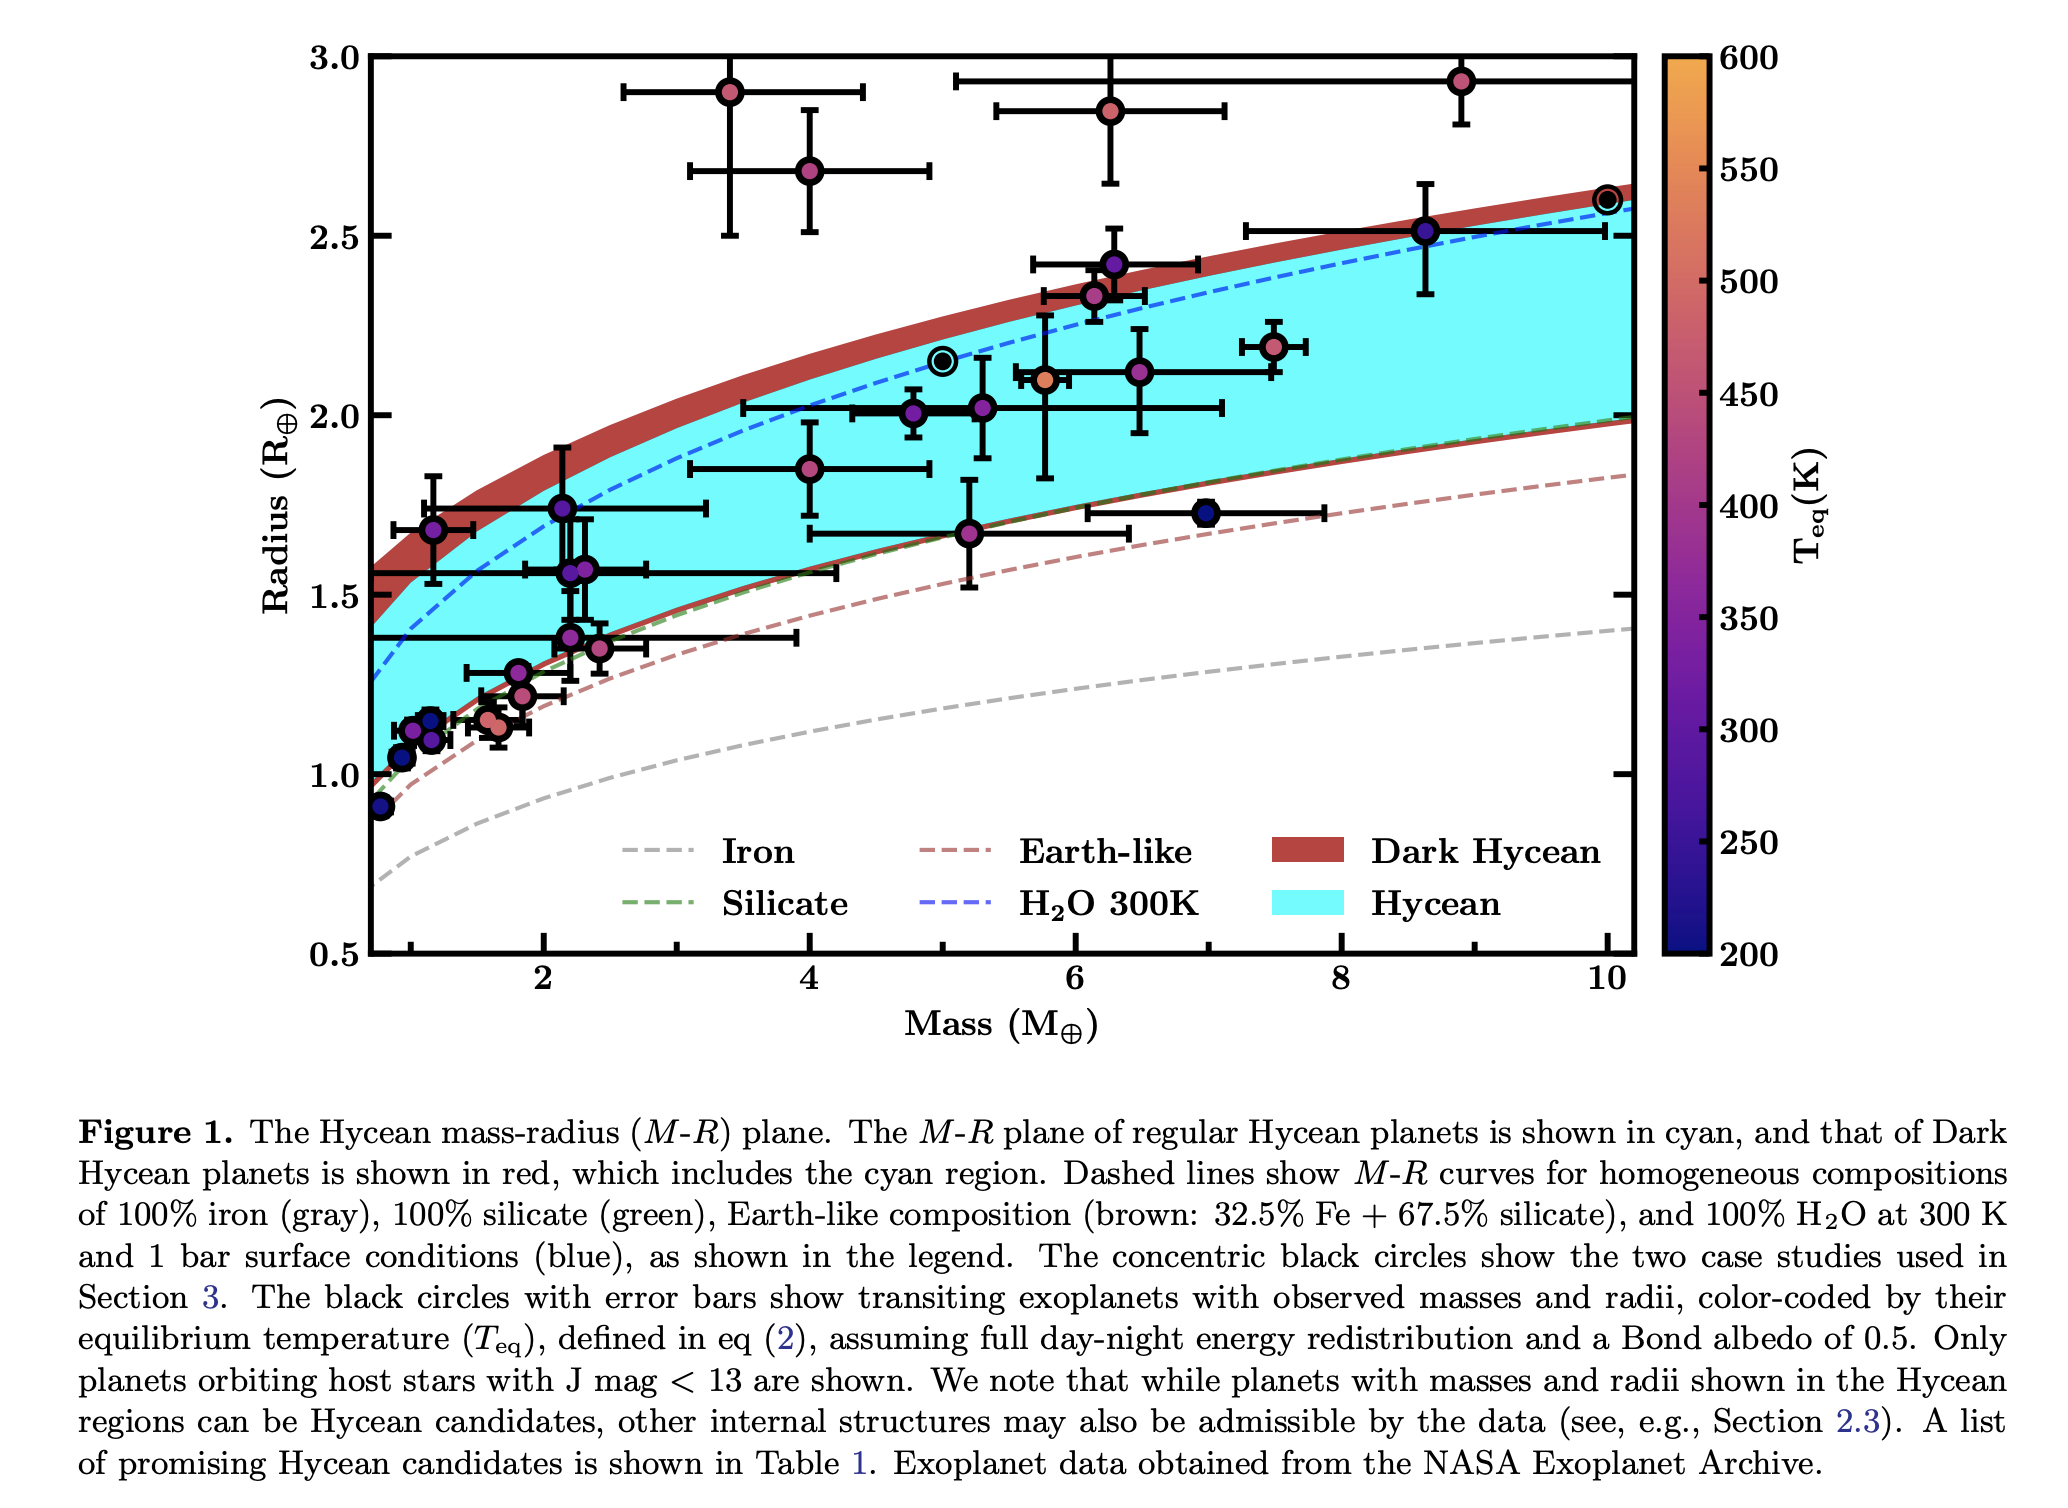 3.0
2.5
2.0
1.5
1.0
0.5
Radius (R⊕)
2
4
6
8
10
Mass (M⊕)
Iron
Silicate
Earth-like
H₂O 300K
Dark Hycean
Hycean
600
550
500
450
400
350
300
250
200
Teq(K)
Figure 1. The Hycean mass-radius (M-R) plane. The M-R plane of regular Hycean planets is shown in cyan, and that of Dark
Hycean planets is shown in red, which includes the cyan region. Dashed lines show M-R curves for homogeneous compositions
of 100% iron (gray), 100% silicate (green), Earth-like composition (brown: 32.5% Fe + 67.5% silicate), and 100% H₂O at 300 K
and 1 bar surface conditions (blue), as shown in the legend. The concentric black circles show the two case studies used in
Section 3. The black circles with error bars show transiting exoplanets with observed masses and radii, color-coded by their
equilibrium temperature (Teq), defined in eq (2), assuming full day-night energy redistribution and a Bond albedo of 0.5. Only
planets orbiting host stars with J mag < 13 are shown. We note that while planets with masses and radii shown in the Hycean
regions can be Hycean candidates, other internal structures may also be admissible by the data (see, e.g., Section 2.3). A list
of promising Hycean candidates is shown in Table 1. Exoplanet data obtained from the NASA Exoplanet Archive.